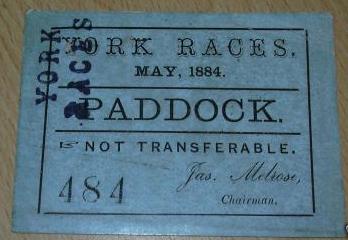 YORK RACES.
MAY, 1884.
PADDOCK.
☞ NOT TRANSFERABLE.
484
Jas. Melrose,
Chairman.
YORK
RACES